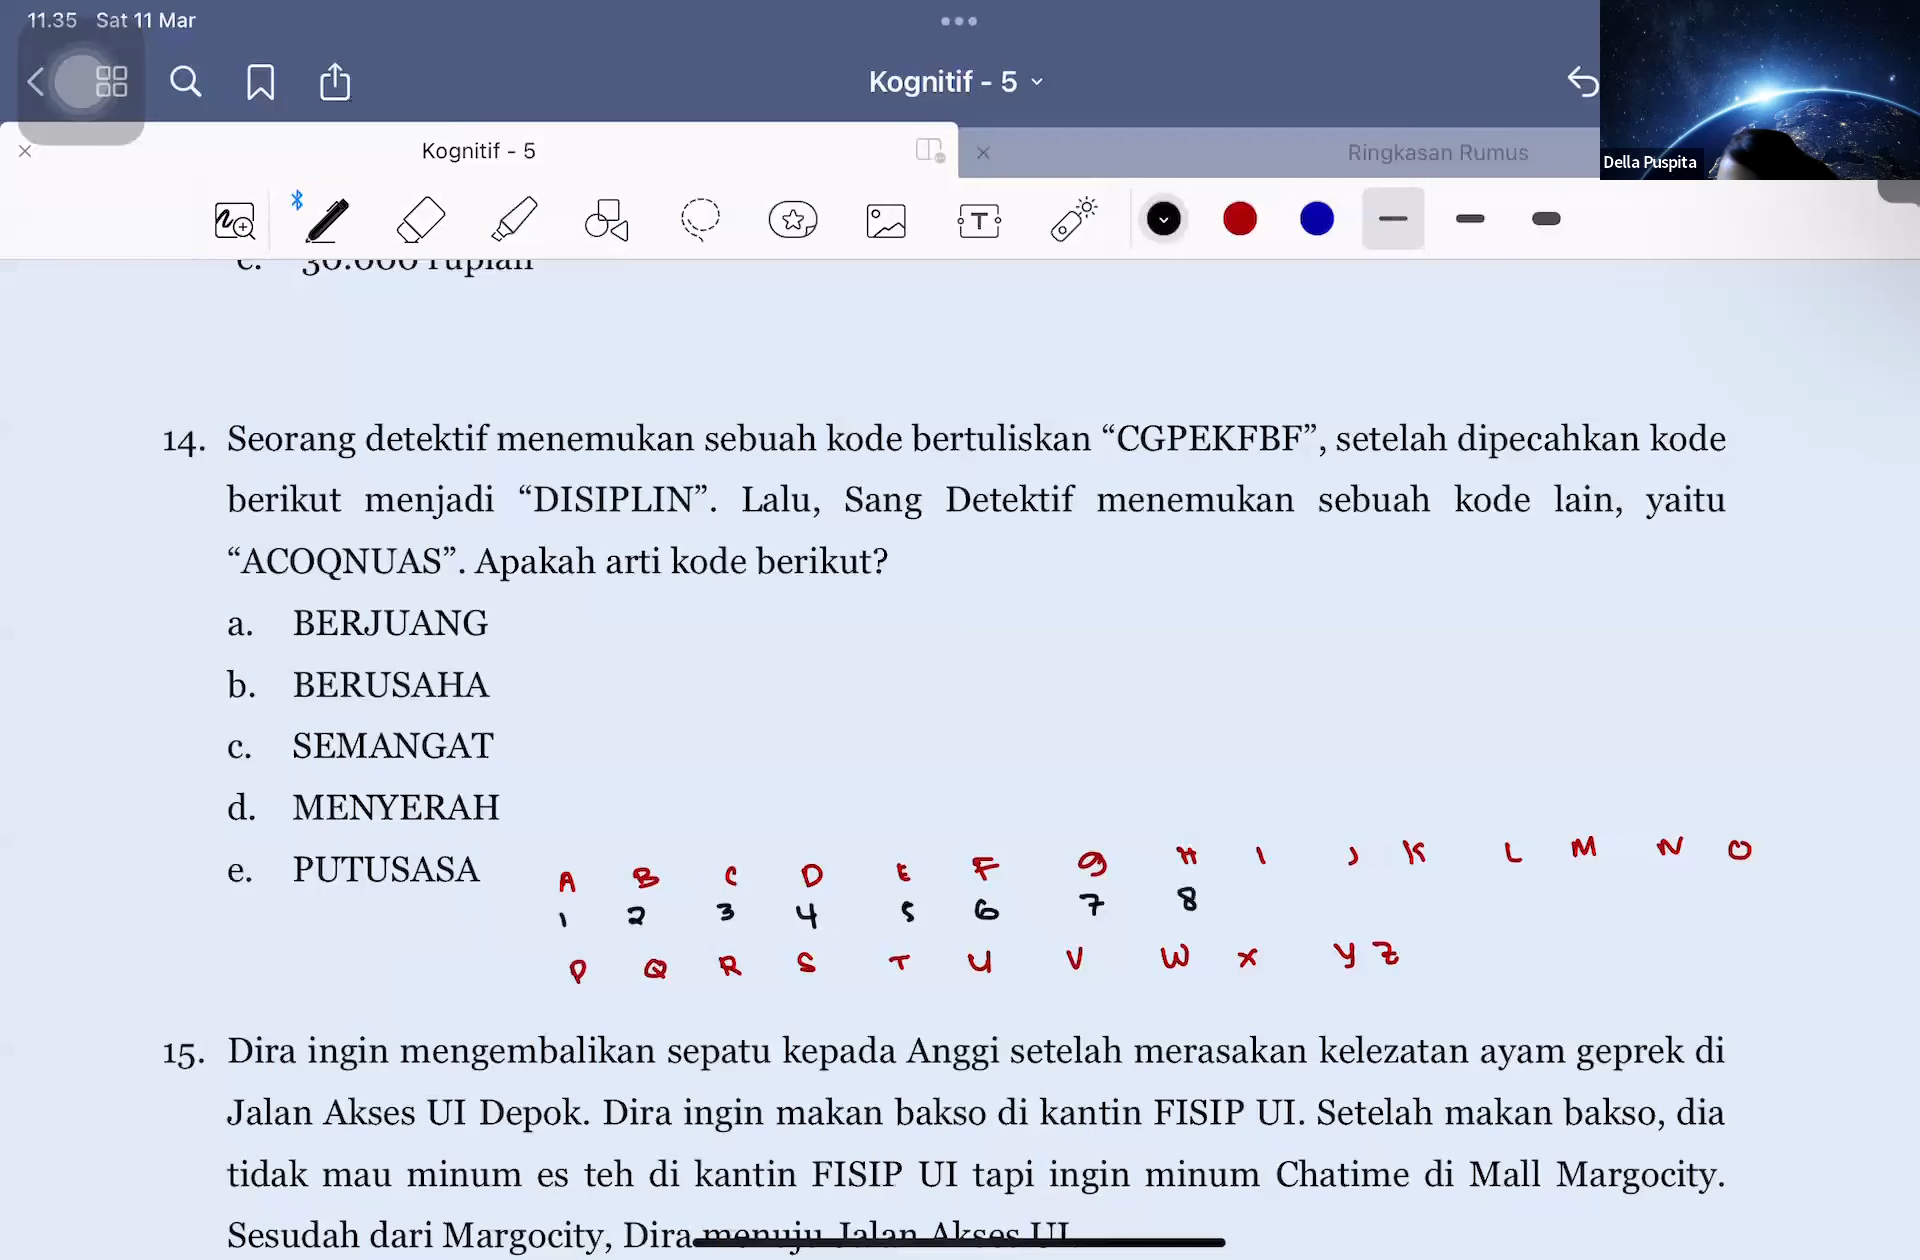 11.35 Sat 11 Mar
Kognitif - 5
Della Puspita
Kognitif - 5
Ringkasan Rumus
T
c. 30.000 rupiah
14. Seorang detektif menemukan sebuah kode bertuliskan “CGPEKFBF”, setelah dipecahkan kode
berikut menjadi “DISIPLIN”. Lalu, Sang Detektif menemukan sebuah kode lain, yaitu
“ACOQNUAS”. Apakah arti kode berikut?
a. BERJUANG
b. BERUSAHA
c. SEMANGAT
d. MENYERAH
e. PUTUSASA
A B C D E F G H I J K L M N O
1 2 3 4 5 6 7 8
P Q R S T U V W X Y Z
15. Dira ingin mengembalikan sepatu kepada Anggi setelah merasakan kelezatan ayam geprek di
Jalan Akses UI Depok. Dira ingin makan bakso di kantin FISIP UI. Setelah makan bakso, dia
tidak mau minum es teh di kantin FISIP UI tapi ingin minum Chatime di Mall Margocity.
Sesudah dari Margocity, Dira menuju Jalan Akses UI